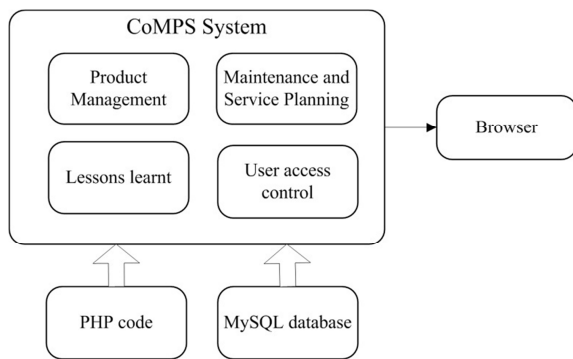 CoMPS System
Product
Management
Maintenance and
Service Planning
Lessons learnt
User access
control
Browser
PHP code
MySQL database